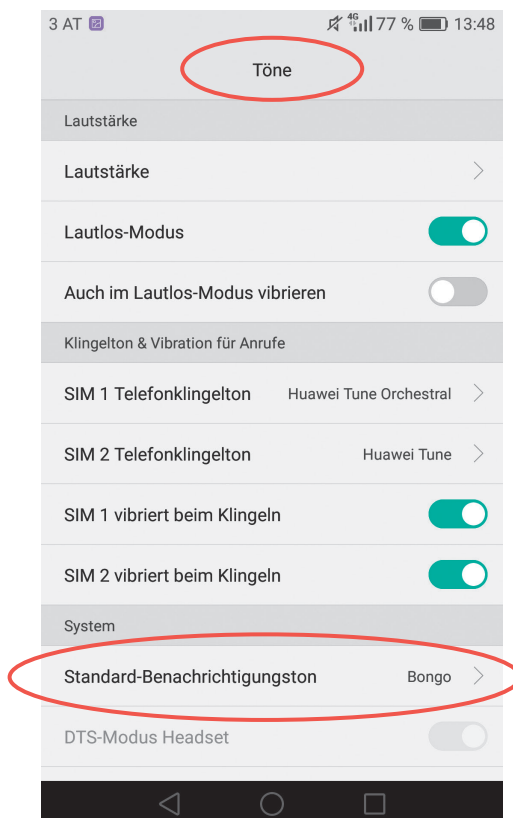 3 AT 4G 77 % 13:48
Töne
Lautstärke
Lautstärke
Lautlos-Modus
Auch im Lautlos-Modus vibrieren
Klingelton & Vibration für Anrufe
SIM 1 Telefonklingelton Huawei Tune Orchestral
SIM 2 Telefonklingelton Huawei Tune
SIM 1 vibriert beim Klingeln
SIM 2 vibriert beim Klingeln
System
Standard-Benachrichtigungston Bongo
DTS-Modus Headset